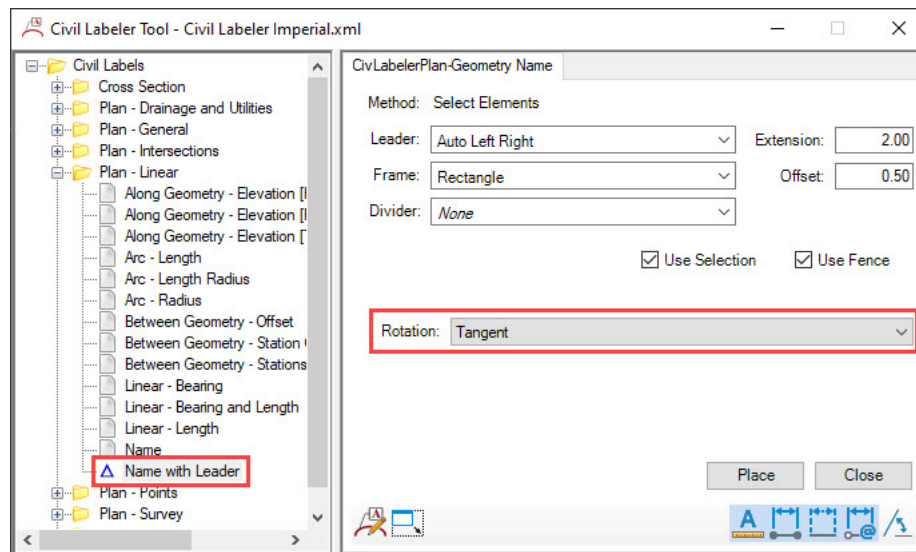 Civil Labeler Tool - Civil Labeler Imperial.xml
Civil Labels
Cross Section
Plan - Drainage and Utilities
Plan - General
Plan - Intersections
Plan - Linear
Along Geometry - Elevation [
Along Geometry - Elevation [
Along Geometry - Elevation [
Arc - Length
Arc - Length Radius
Arc - Radius
Between Geometry - Offset
Between Geometry - Station
Between Geometry - Stations
Linear - Bearing
Linear - Bearing and Length
Linear - Length
Name
Name with Leader
Plan - Points
Plan - Survey
CivLabelerPlan-Geometry Name
Method: Select Elements
Leader: Auto Left Right Extension: 2.00
Frame: Rectangle Offset: 0.50
Divider: None
Use Selection Use Fence
Rotation: Tangent
Place Close